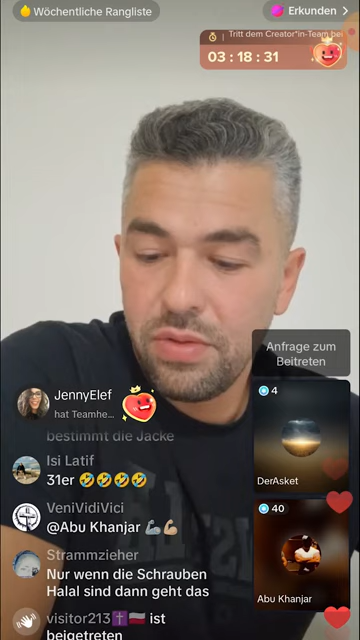 Wöchentliche Rangliste
Erkunden
Tritt dem Creator*in-Team bei
03 : 18 : 31
Anfrage zum
Beitreten
JennyElef
hat Teamhe...
bestimmt die Jacke
Isi Latif
31er 🤣🤣🤣🤣
VeniVidiVici
@Abu Khanjar 💪🏼💪🏼
Strammzieher
Nur wenn die Schrauben
Halal sind dann geht das
visitor213✝️🇵🇱 ist
beigetreten
4
DerAsket
40
Abu Khanjar